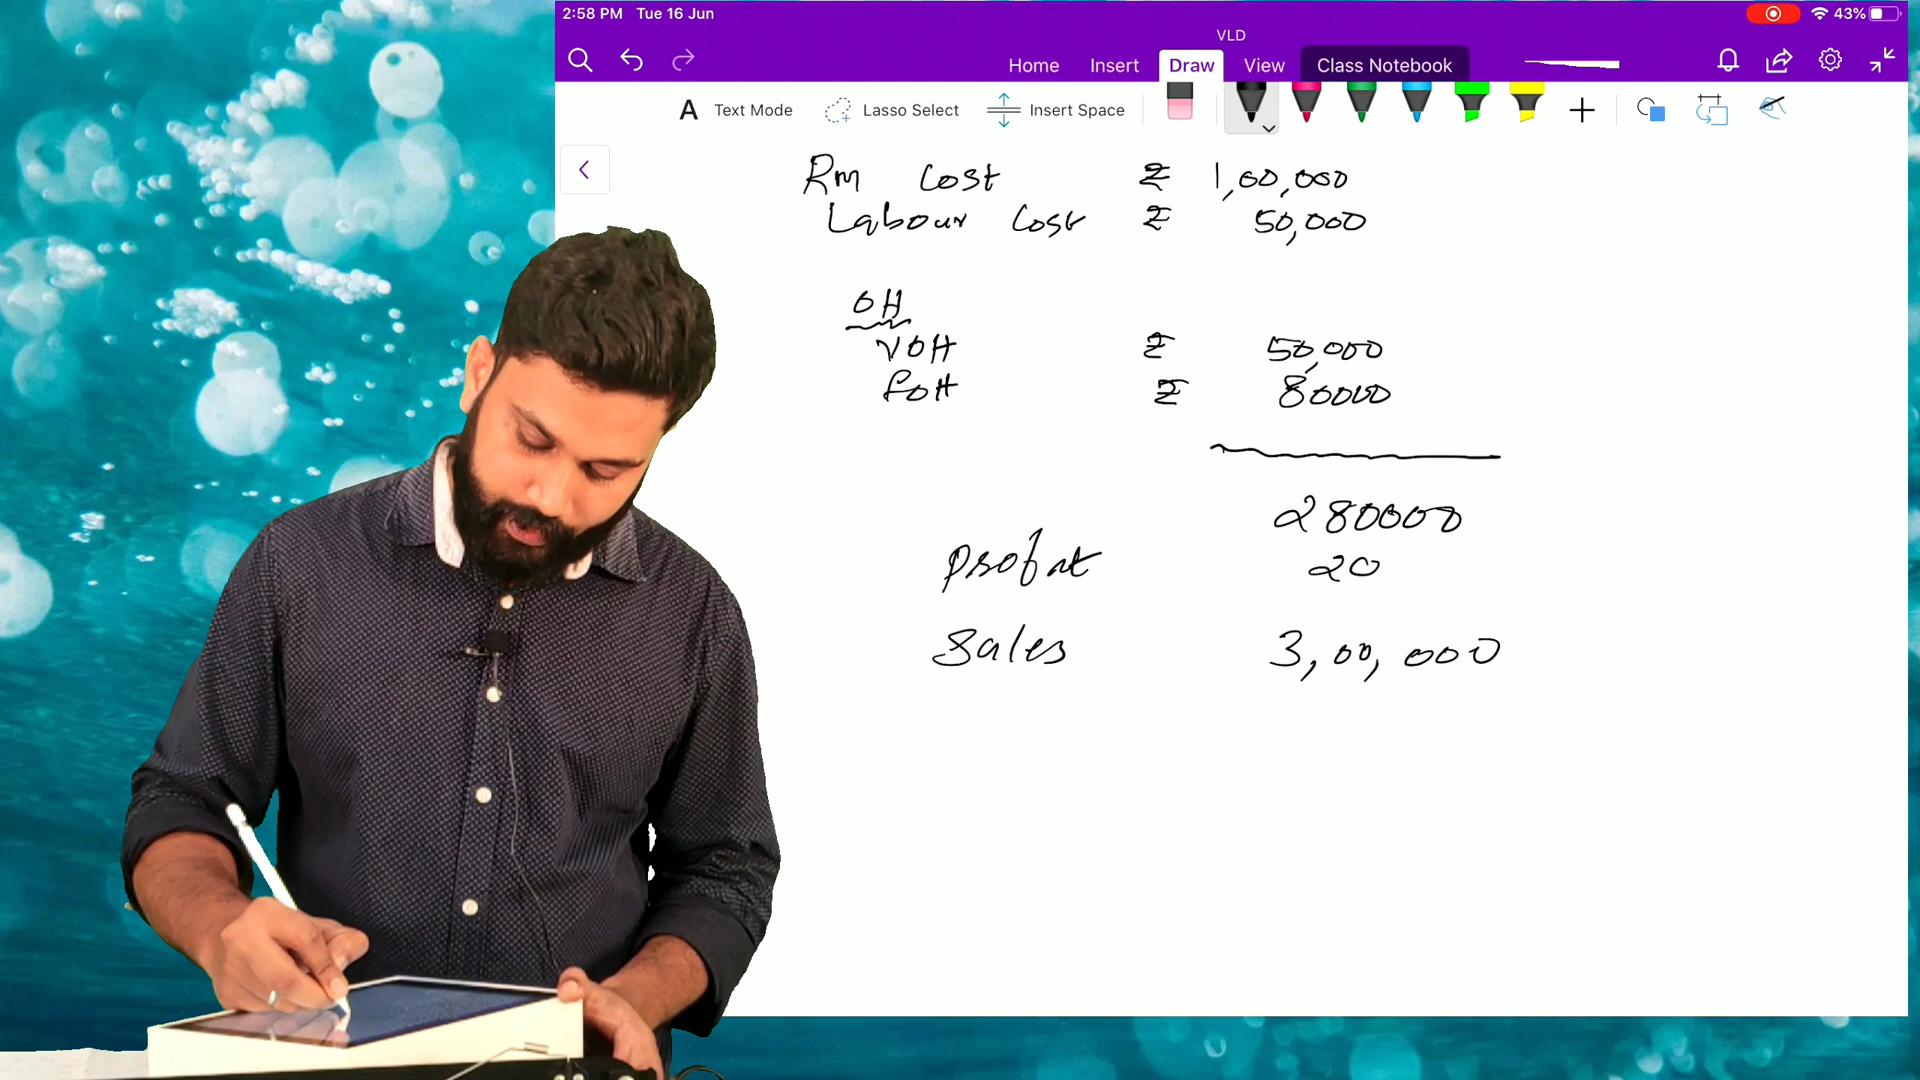 2:58 PM Tue 16 Jun 43%
VLD
Home Insert Draw View Class Notebook
A Text Mode Lasso Select Insert Space
Rm Cost ₹ 1,00,000
Labour Cost ₹ 50,000
OH
VOH ₹ 50,000
FOH ₹ 80000
280000
Profit 20
Sales 3,00,000